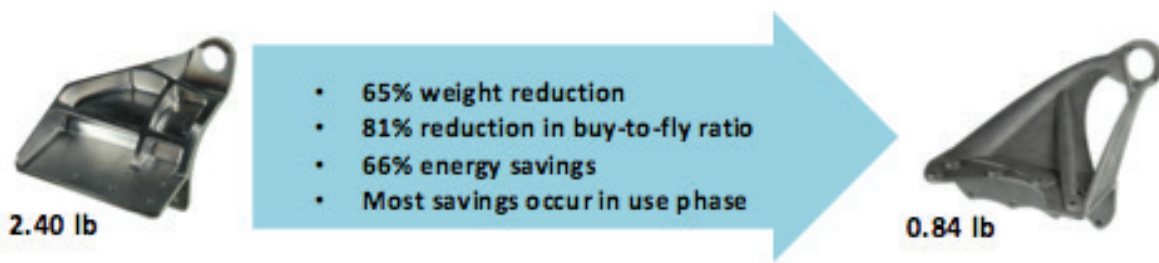 2.40 lb
• 65% weight reduction
• 81% reduction in buy-to-fly ratio
• 66% energy savings
• Most savings occur in use phase
0.84 lb